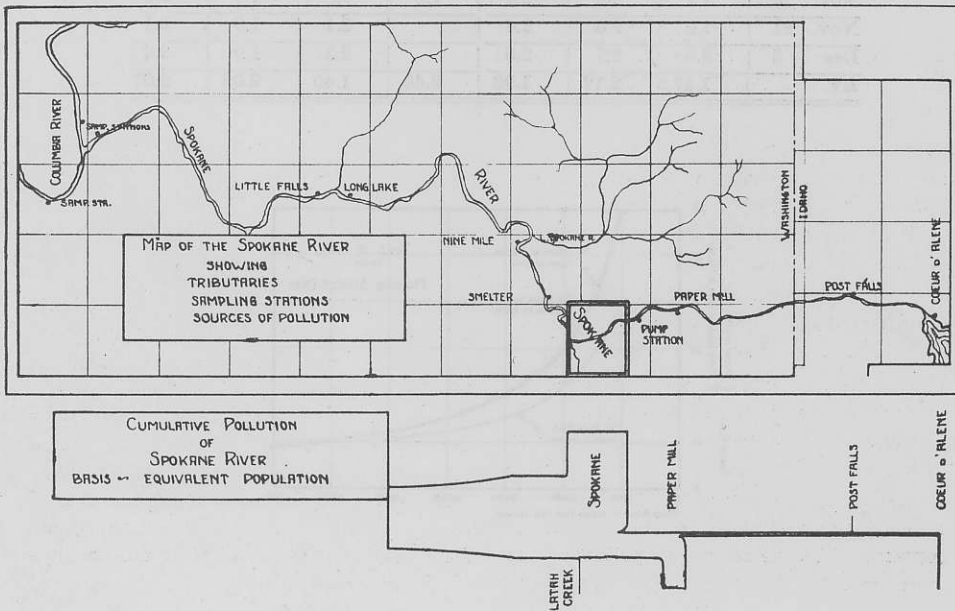 COLUMBIA RIVER
SAMP. STATIONS
SAMP. STA.
SPOKANE
RIVER
LITTLE FALLS
LONG LAKE
NINE MILE
SPOKANE R.
SMELTER
SPOKANE
PUMP
STATION
PAPER MILL
WASHINGTON
IDAHO
POST FALLS
COEUR D'ALENE
MAP OF THE SPOKANE RIVER
SHOWING
TRIBUTARIES
SAMPLING STATIONS
SOURCES OF POLLUTION
CUMULATIVE POLLUTION
OF
SPOKANE RIVER
BASIS - EQUIVALENT POPULATION
SPOKANE
PAPER MILL
POST FALLS
COEUR D'ALENE
LATAH
CREEK